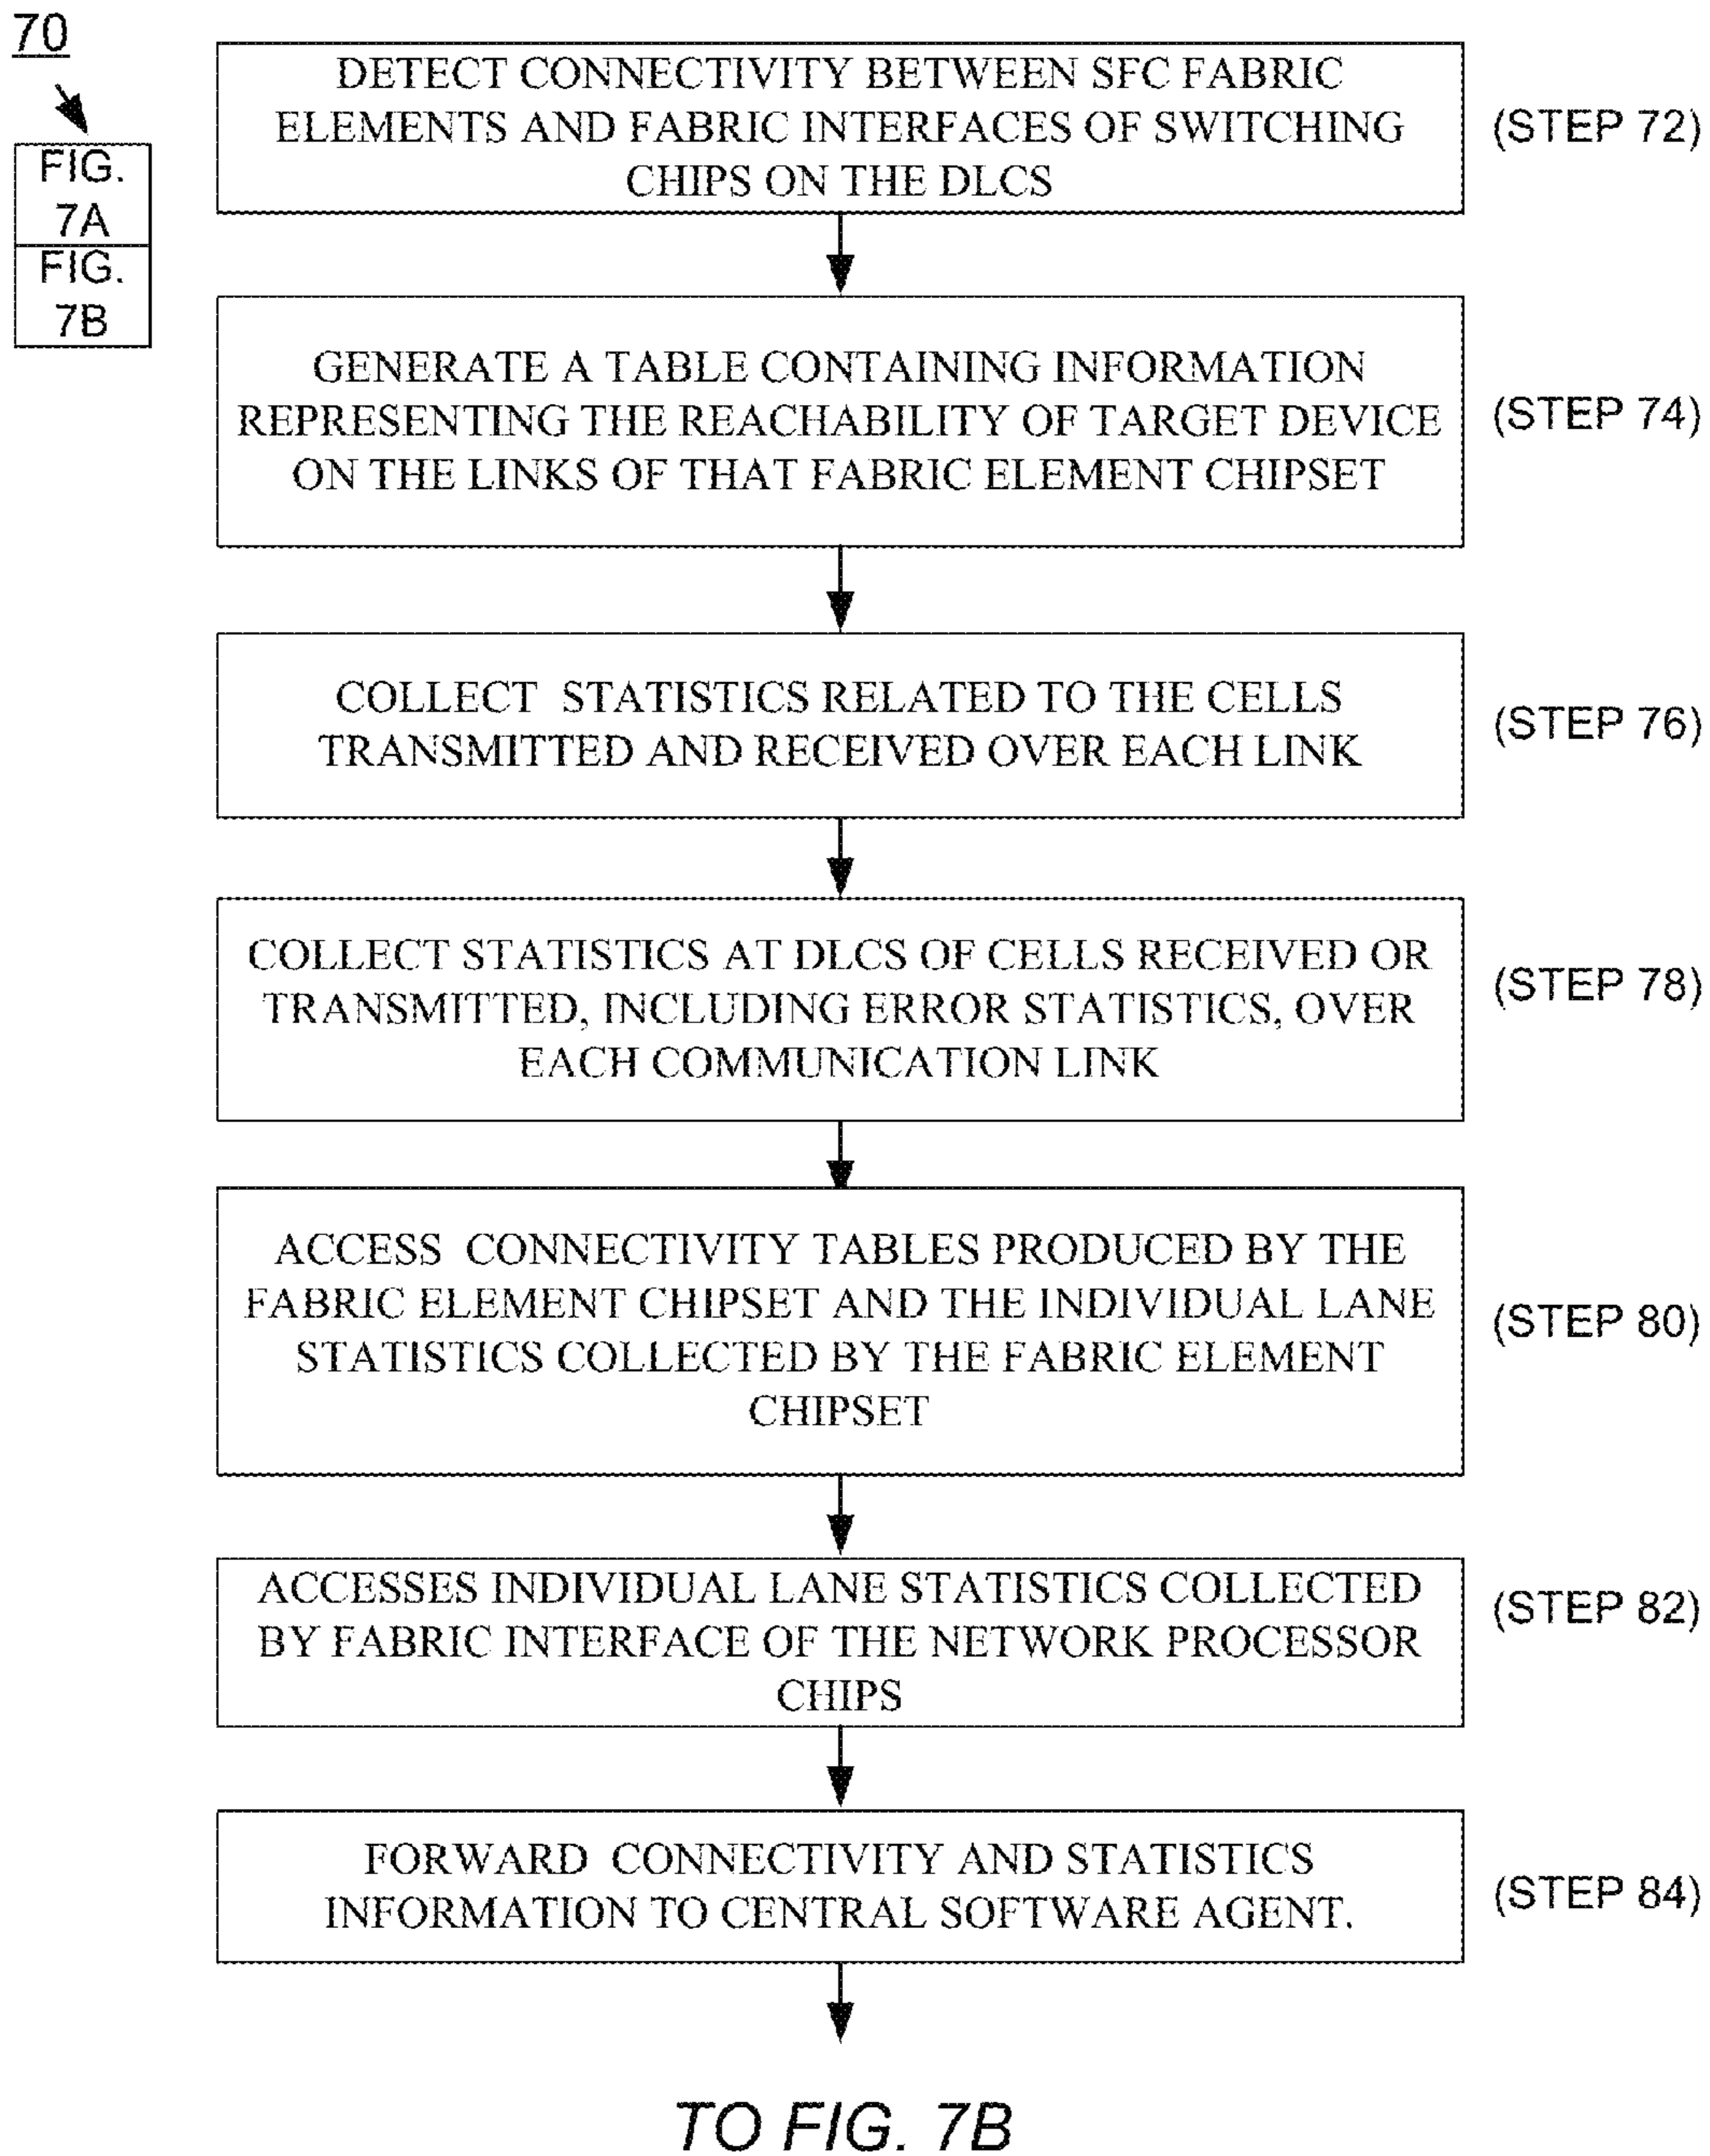 70
FIG.
7A
FIG.
7B
DETECT CONNECTIVITY BETWEEN SFC FABRIC
ELEMENTS AND FABRIC INTERFACES OF SWITCHING
CHIPS ON THE DLCS
(STEP 72)
GENERATE A TABLE CONTAINING INFORMATION
REPRESENTING THE REACHABILITY OF TARGET DEVICE
ON THE LINKS OF THAT FABRIC ELEMENT CHIPSET
(STEP 74)
COLLECT STATISTICS RELATED TO THE CELLS
TRANSMITTED AND RECEIVED OVER EACH LINK
(STEP 76)
COLLECT STATISTICS AT DLCS OF CELLS RECEIVED OR
TRANSMITTED, INCLUDING ERROR STATISTICS, OVER
EACH COMMUNICATION LINK
(STEP 78)
ACCESS CONNECTIVITY TABLES PRODUCED BY THE
FABRIC ELEMENT CHIPSET AND THE INDIVIDUAL LANE
STATISTICS COLLECTED BY THE FABRIC ELEMENT
CHIPSET
(STEP 80)
ACCESSES INDIVIDUAL LANE STATISTICS COLLECTED
BY FABRIC INTERFACE OF THE NETWORK PROCESSOR
CHIPS
(STEP 82)
FORWARD CONNECTIVITY AND STATISTICS
INFORMATION TO CENTRAL SOFTWARE AGENT.
(STEP 84)
TO FIG. 7B